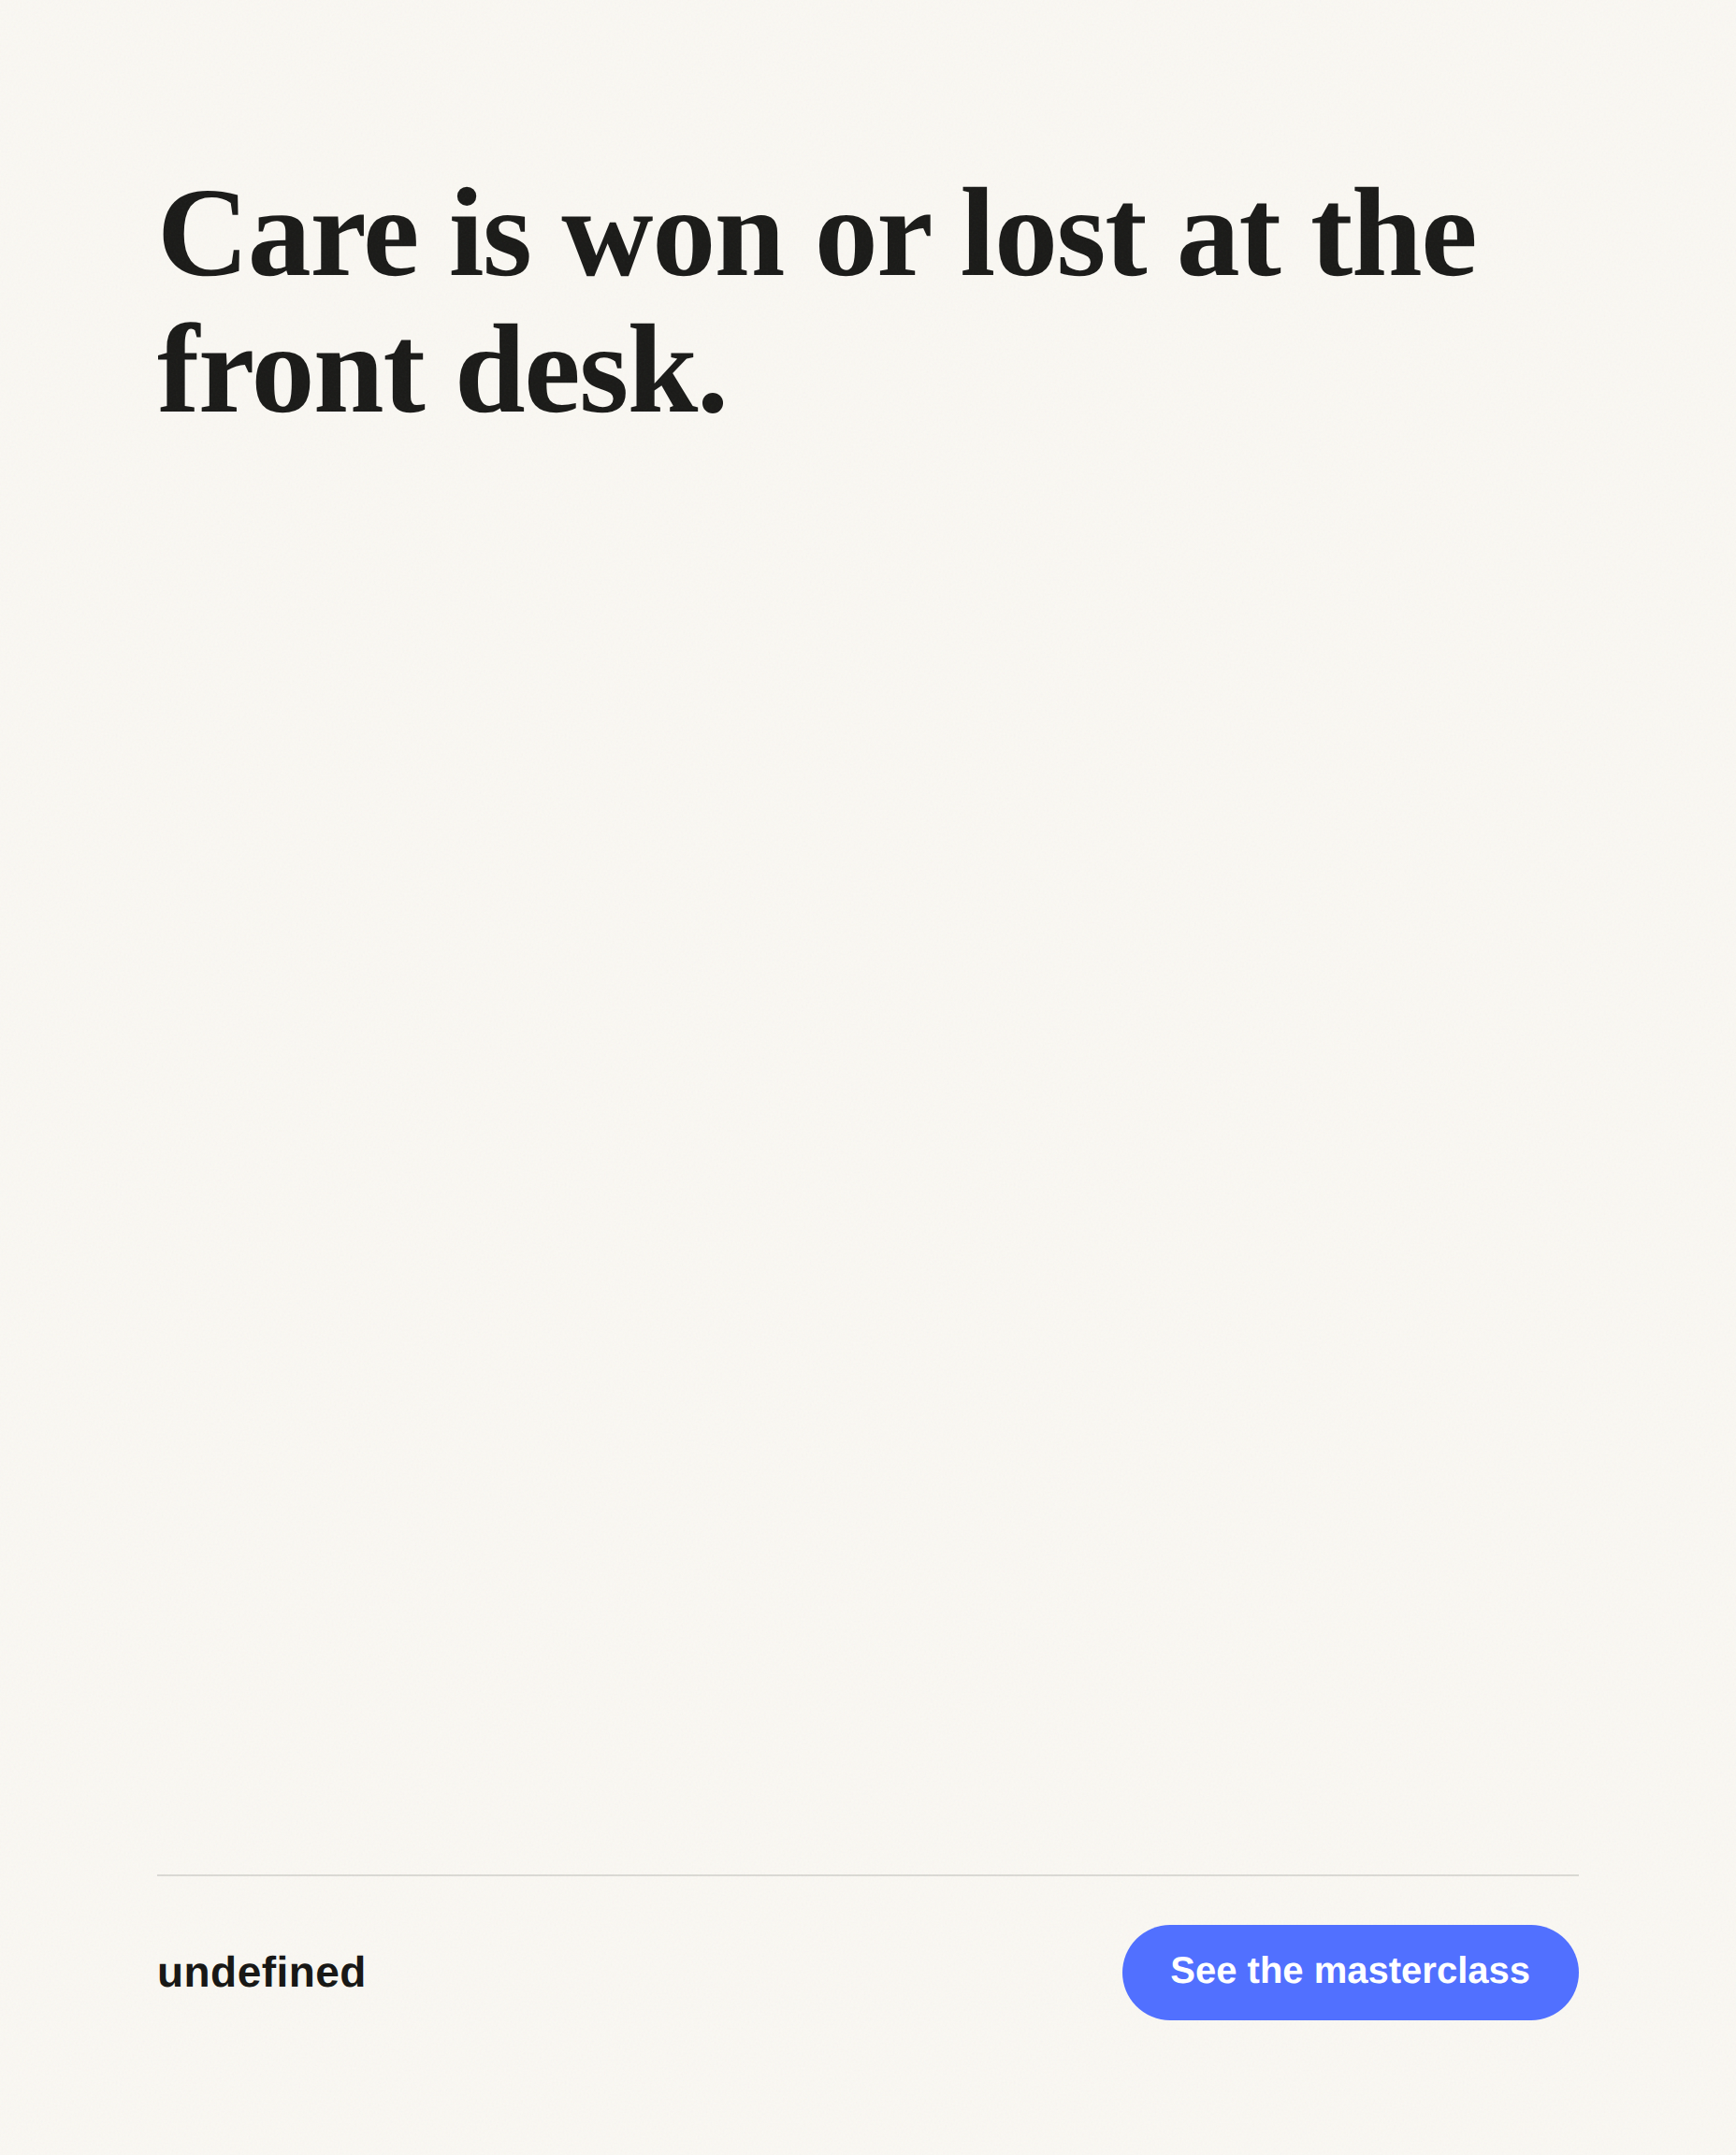 Care is won or lost at the
front desk.
undefined
See the masterclass